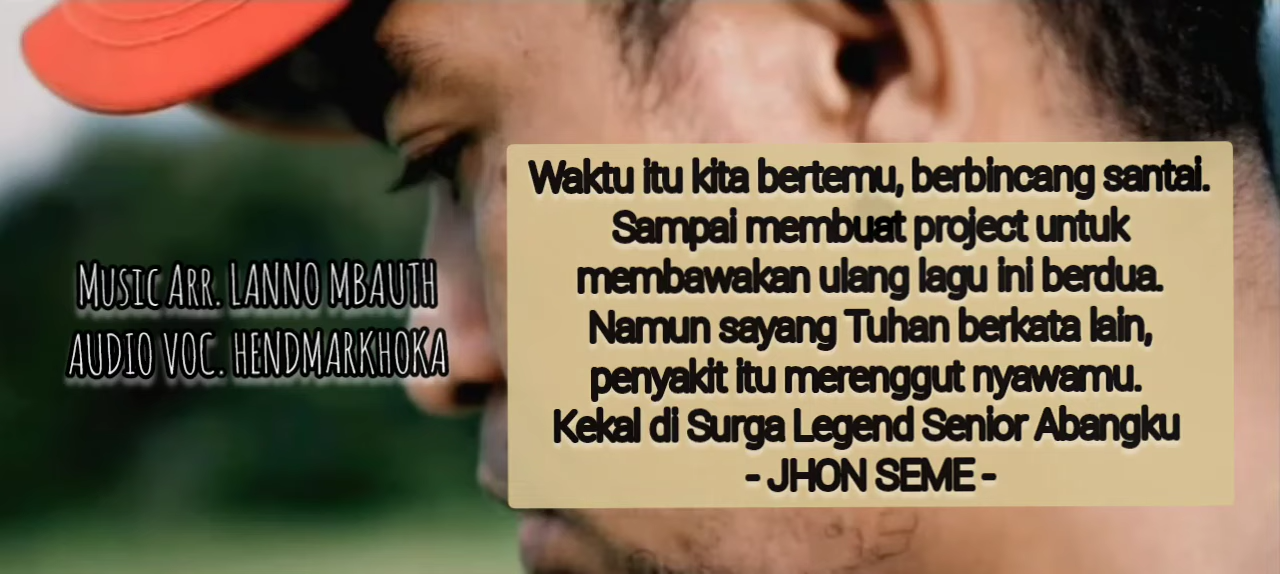 Music Arr. LANNO MBAUTH
AUDIO VOC. HENDMARKHOKA
Waktu itu kita bertemu, berbincang santai.
Sampai membuat project untuk
membawakan ulang lagu ini berdua.
Namun sayang Tuhan berkata lain,
penyakit itu merenggut nyawamu.
Kekal di Surga Legend Senior Abangku
- JHON SEME -